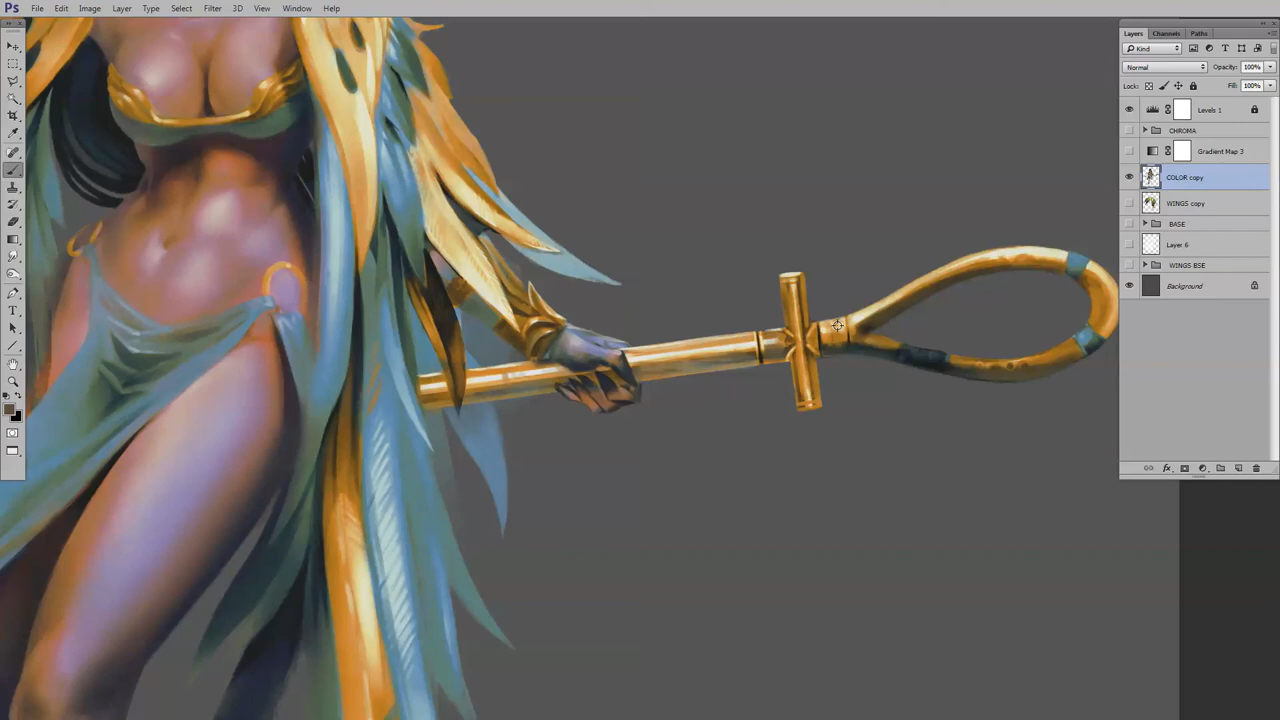 Ps File Edit Image Layer Type Select Filter 3D View Window Help
Layers Channels Paths
Kind
Normal Opacity: 100%
Lock: Fill: 100%
Levels 1
CHROMA
Gradient Map 3
COLOR copy
WINGS copy
BASE
Layer 6
WINGS BSE
Background